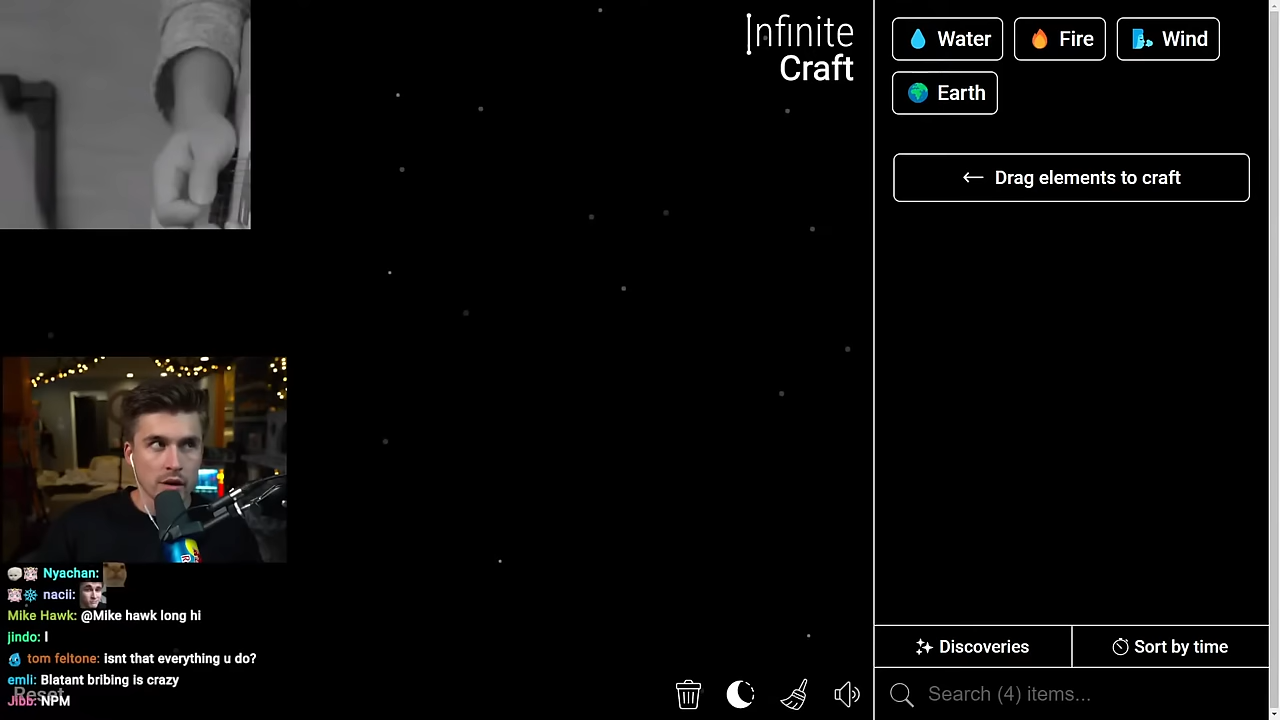 Infinite
Craft
Water
Fire
Wind
Earth
← Drag elements to craft
Nyachan:
nacii:
Mike Hawk: @Mike hawk long hi
jindo: I
tom feltone: isnt that everything u do?
emli: Blatant bribing is crazy
Reset
Jibb: NPM
Discoveries
Sort by time
Search (4) items...